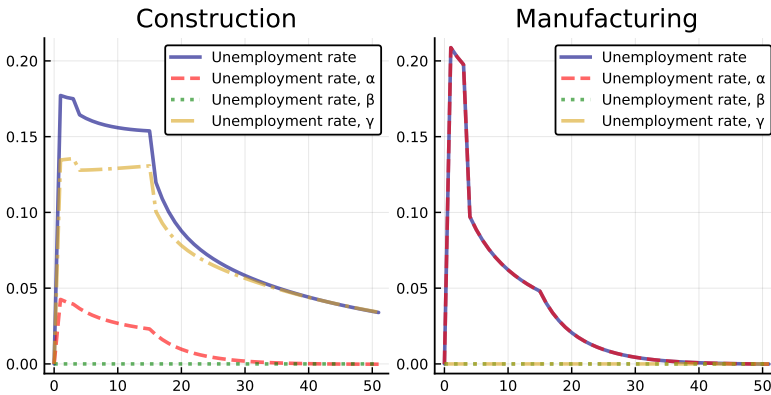 Construction
Unemployment rate
Unemployment rate, α
Unemployment rate, β
Unemployment rate, γ
0.20
0.15
0.10
0.05
0.00
0 10 20 30 40 50
Manufacturing
Unemployment rate
Unemployment rate, α
Unemployment rate, β
Unemployment rate, γ
0.20
0.15
0.10
0.05
0.00
0 10 20 30 40 50